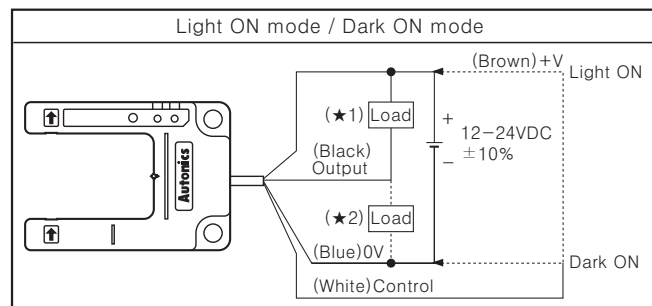 Light ON mode / Dark ON mode
(Brown)+V
Light ON
(★1) Load
+
12-24VDC
±10%
−
(Black)
Output
Autonics
(★2) Load
(Blue)0V
Dark ON
(White)Control